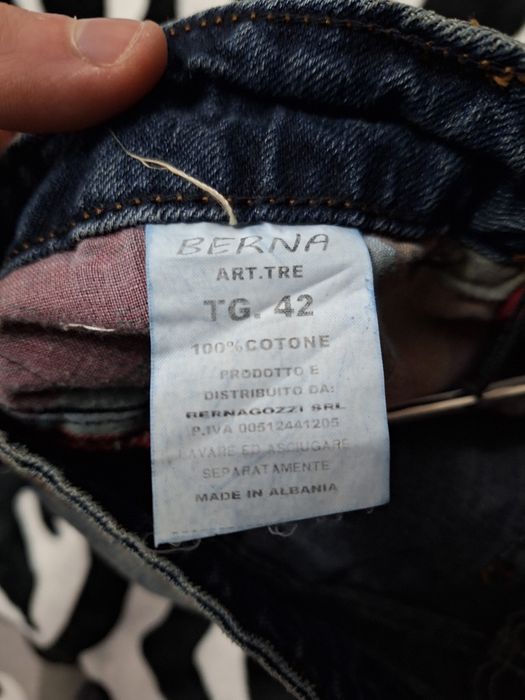 BERNA
ART.TRE
TG. 42
100% COTONE
PRODOTTO E
DISTRIBUITO DA:
BERNAGOZZI SRL
P.IVA 00512441205
LAVARE ED ASCIUGARE
SEPARATAMENTE
MADE IN ALBANIA